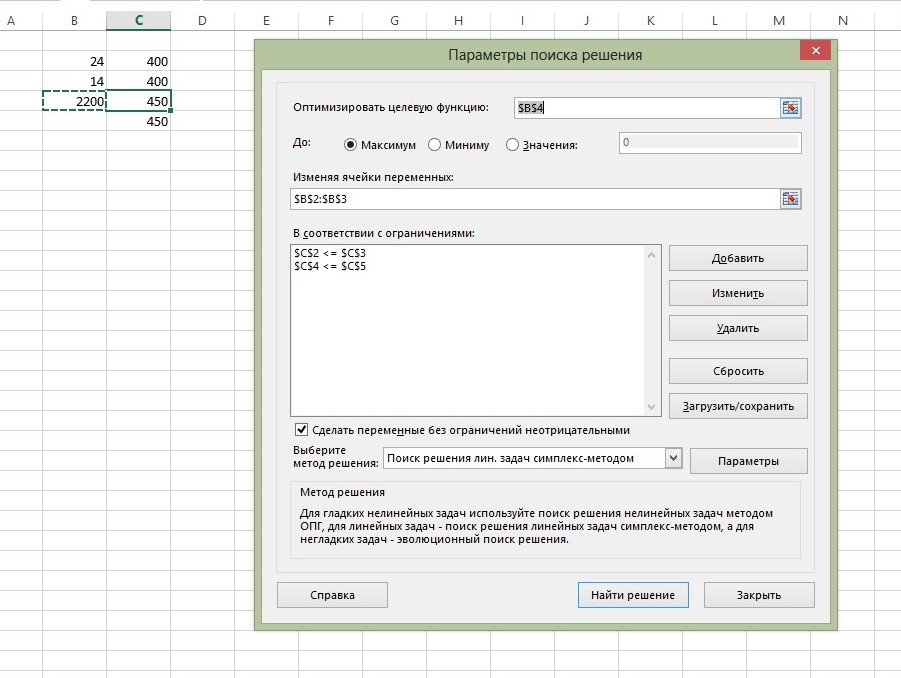 A B C D E F G H I J K L M N
24 400
14 400
2200 450
450
Параметры поиска решения
Оптимизировать целевую функцию: $B$4
До: Максимум Миниму Значения: 0
Изменяя ячейки переменных:
$B$2:$B$3
В соответствии с ограничениями:
$C$2 <= $C$3
$C$4 <= $C$5
Добавить
Изменить
Удалить
Сбросить
Загрузить/сохранить
Сделать переменные без ограничений неотрицательными
Выберите
метод решения: Поиск решения лин. задач симплекс-методом Параметры
Метод решения
Для гладких нелинейных задач используйте поиск решения нелинейных задач методом
ОПГ, для линейных задач - поиск решения линейных задач симплекс-методом, а для
негладких задач - эволюционный поиск решения.
Справка Найти решение Закрыть